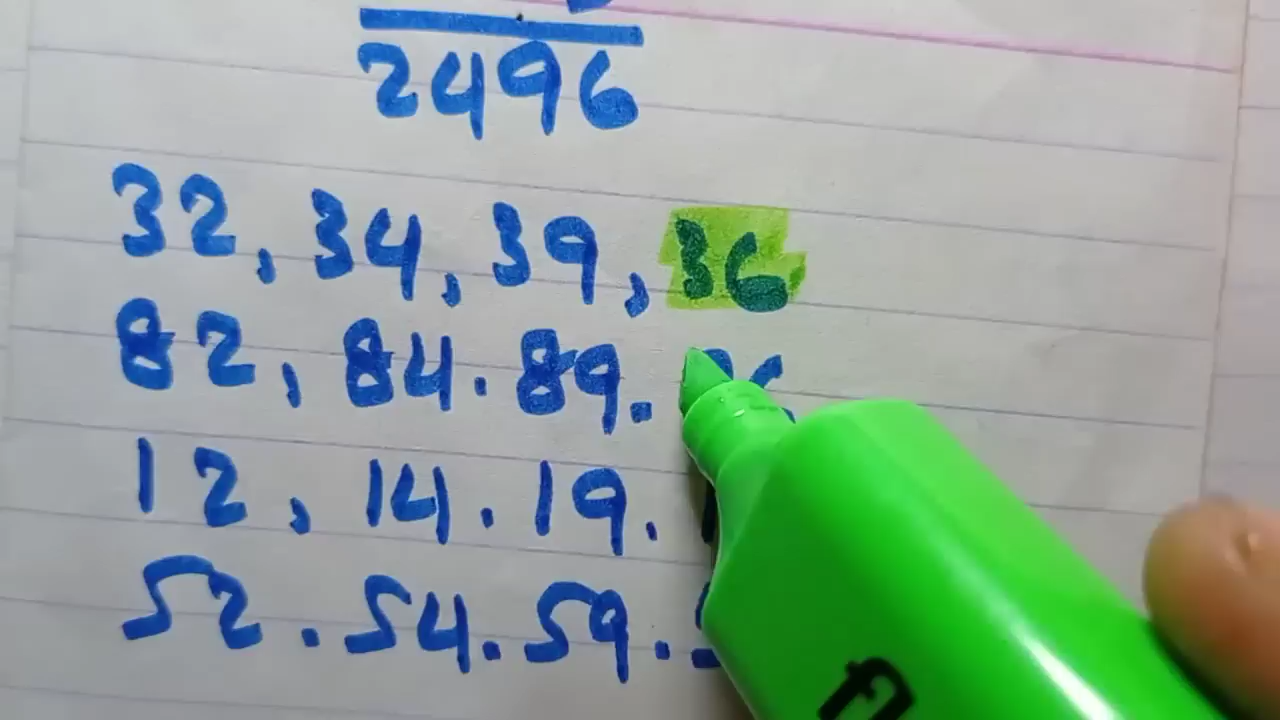 2496
32, 34, 39, 36
82, 84. 89.
12, 14. 19.
52. 54. 59.